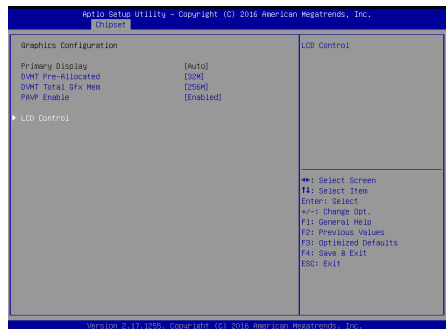 Aptio Setup Utility - Copyright (C) 2016 American Megatrends, Inc.
Chipset
Graphics Configuration
Primary Display [Auto]
DVMT Pre-Allocated [32M]
DVMT Total Gfx Mem [256M]
PAVP Enable [Enabled]
LCD Control
LCD Control
↔: Select Screen
↑↓: Select Item
Enter: Select
+/-: Change Opt.
F1: General Help
F2: Previous Values
F3: Optimized Defaults
F4: Save & Exit
ESC: Exit
Version 2.17.1255. Copyright (C) 2016 American Megatrends, Inc.